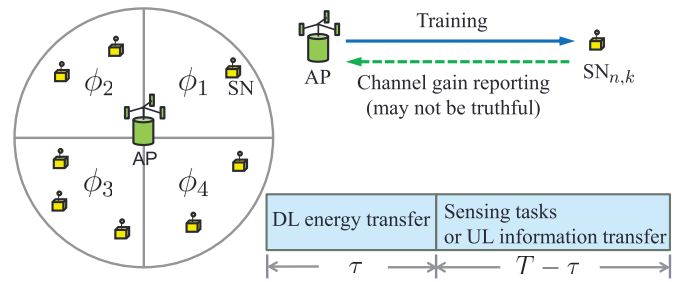 ϕ₂
ϕ₁
SN
AP
ϕ₃
ϕ₄
Training
AP
SNₙ,ₖ
Channel gain reporting
(may not be truthful)
DL energy transfer
Sensing tasks
or UL information transfer
τ
T − τ